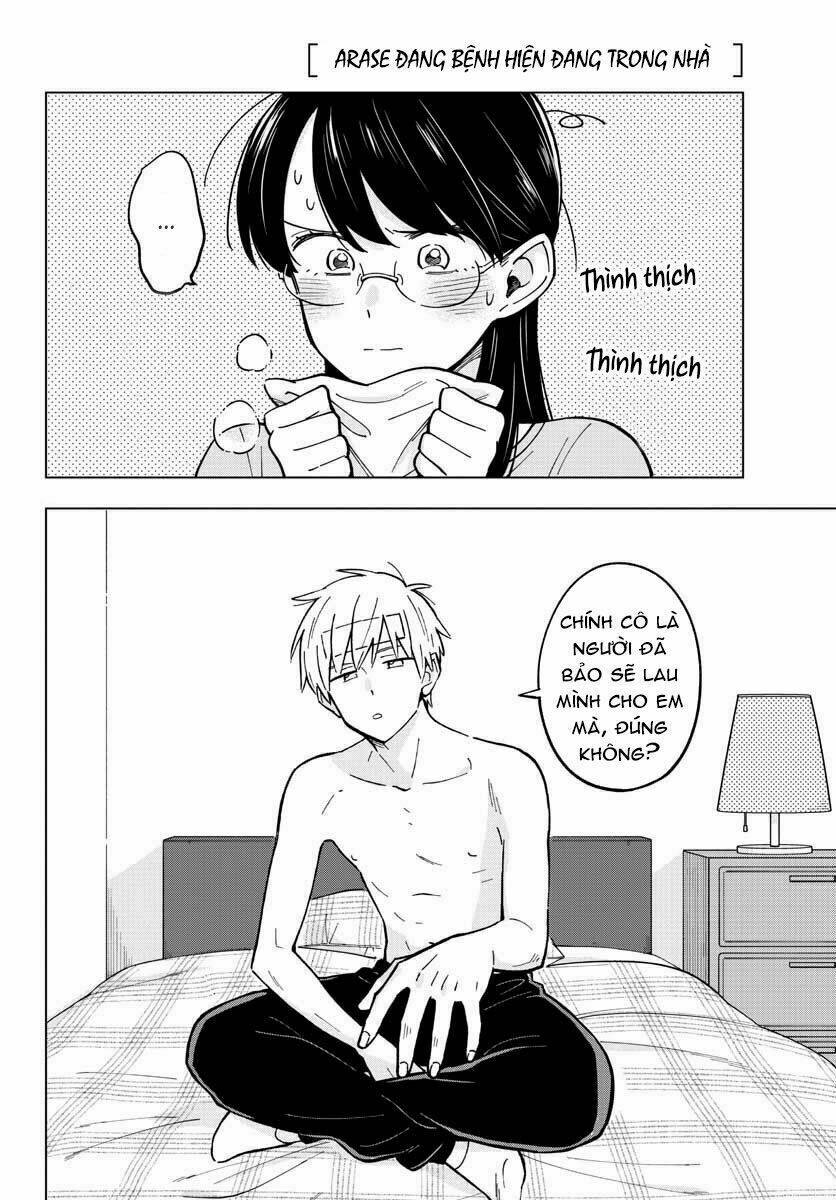 ARASE ĐANG BỆNH HIỆN ĐANG TRONG NHÀ
...
Thình thịch
Thình thịch
CHÍNH CÔ LÀ
NGƯỜI ĐÃ
BẢO SẼ LAU
MÌNH CHO EM
MÀ, ĐÚNG
KHÔNG?